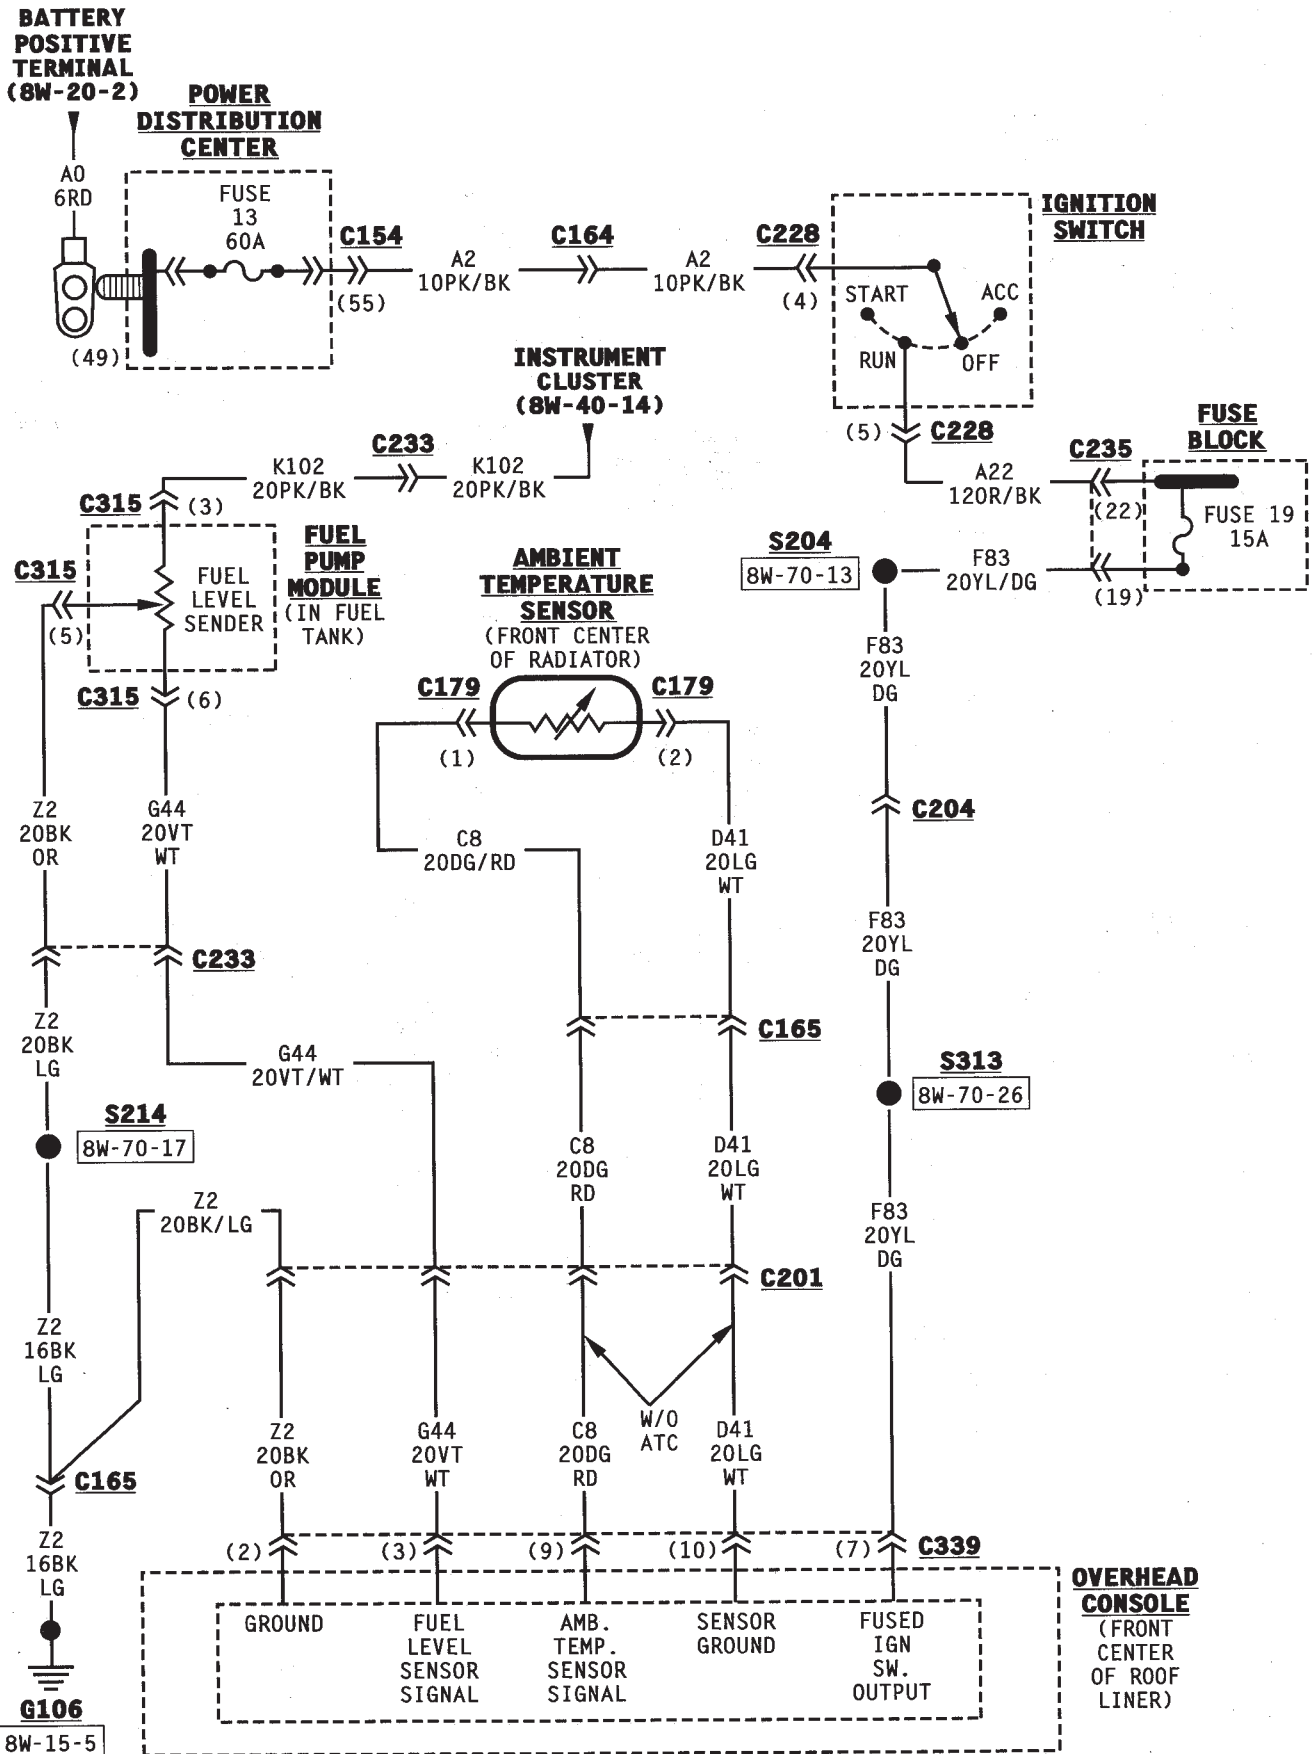 BATTERY
POSITIVE
TERMINAL
(8W-20-2)
POWER
DISTRIBUTION
CENTER
A0
6RD
FUSE
13
60A
(49)
C154
(55)
A2
10PK/BK
C164
A2
10PK/BK
C228
(4)
IGNITION
SWITCH
START
ACC
RUN
OFF
INSTRUMENT
CLUSTER
(8W-40-14)
(5)
C228
FUSE
BLOCK
C233
K102
20PK/BK
K102
20PK/BK
C235
A22
12OR/BK
(22)
FUSE 19
15A
C315
(3)
FUEL
PUMP
MODULE
(IN FUEL
TANK)
C315
(5)
FUEL
LEVEL
SENDER
C315
(6)
AMBIENT
TEMPERATURE
SENSOR
(FRONT CENTER
OF RADIATOR)
S204
8W-70-13
F83
20YL/DG
(19)
C179
(1)
C179
(2)
F83
20YL
DG
C204
Z2
20BK
OR
G44
20VT
WT
C8
20DG/RD
D41
20LG
WT
F83
20YL
DG
C233
Z2
20BK
LG
G44
20VT/WT
C165
S313
8W-70-26
S214
8W-70-17
C8
20DG
RD
D41
20LG
WT
Z2
20BK/LG
F83
20YL
DG
C201
Z2
16BK
LG
W/O
ATC
Z2
20BK
OR
G44
20VT
WT
C8
20DG
RD
D41
20LG
WT
C165
Z2
16BK
LG
(2)
(3)
(9)
(10)
(7)
C339
OVERHEAD
CONSOLE
(FRONT
CENTER
OF ROOF
LINER)
GROUND
FUEL
LEVEL
SENSOR
SIGNAL
AMB.
TEMP.
SENSOR
SIGNAL
SENSOR
GROUND
FUSED
IGN
SW.
OUTPUT
G106
8W-15-5